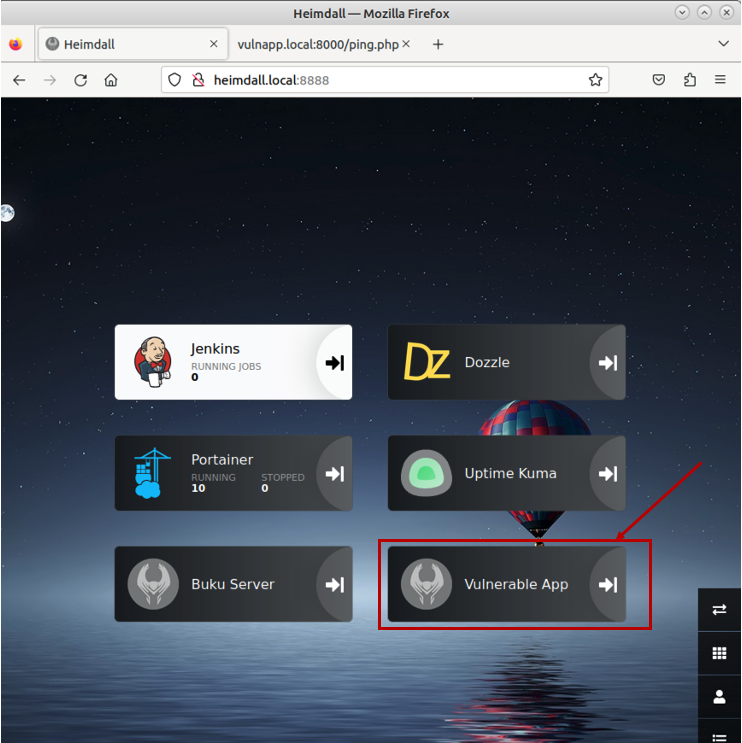 Heimdall — Mozilla Firefox
Heimdall
vulnapp.local:8000/ping.php
heimdall.local:8888
Jenkins
RUNNING JOBS
0
DZ
Dozzle
Portainer
RUNNING STOPPED
10 0
Uptime Kuma
Buku Server
Vulnerable App